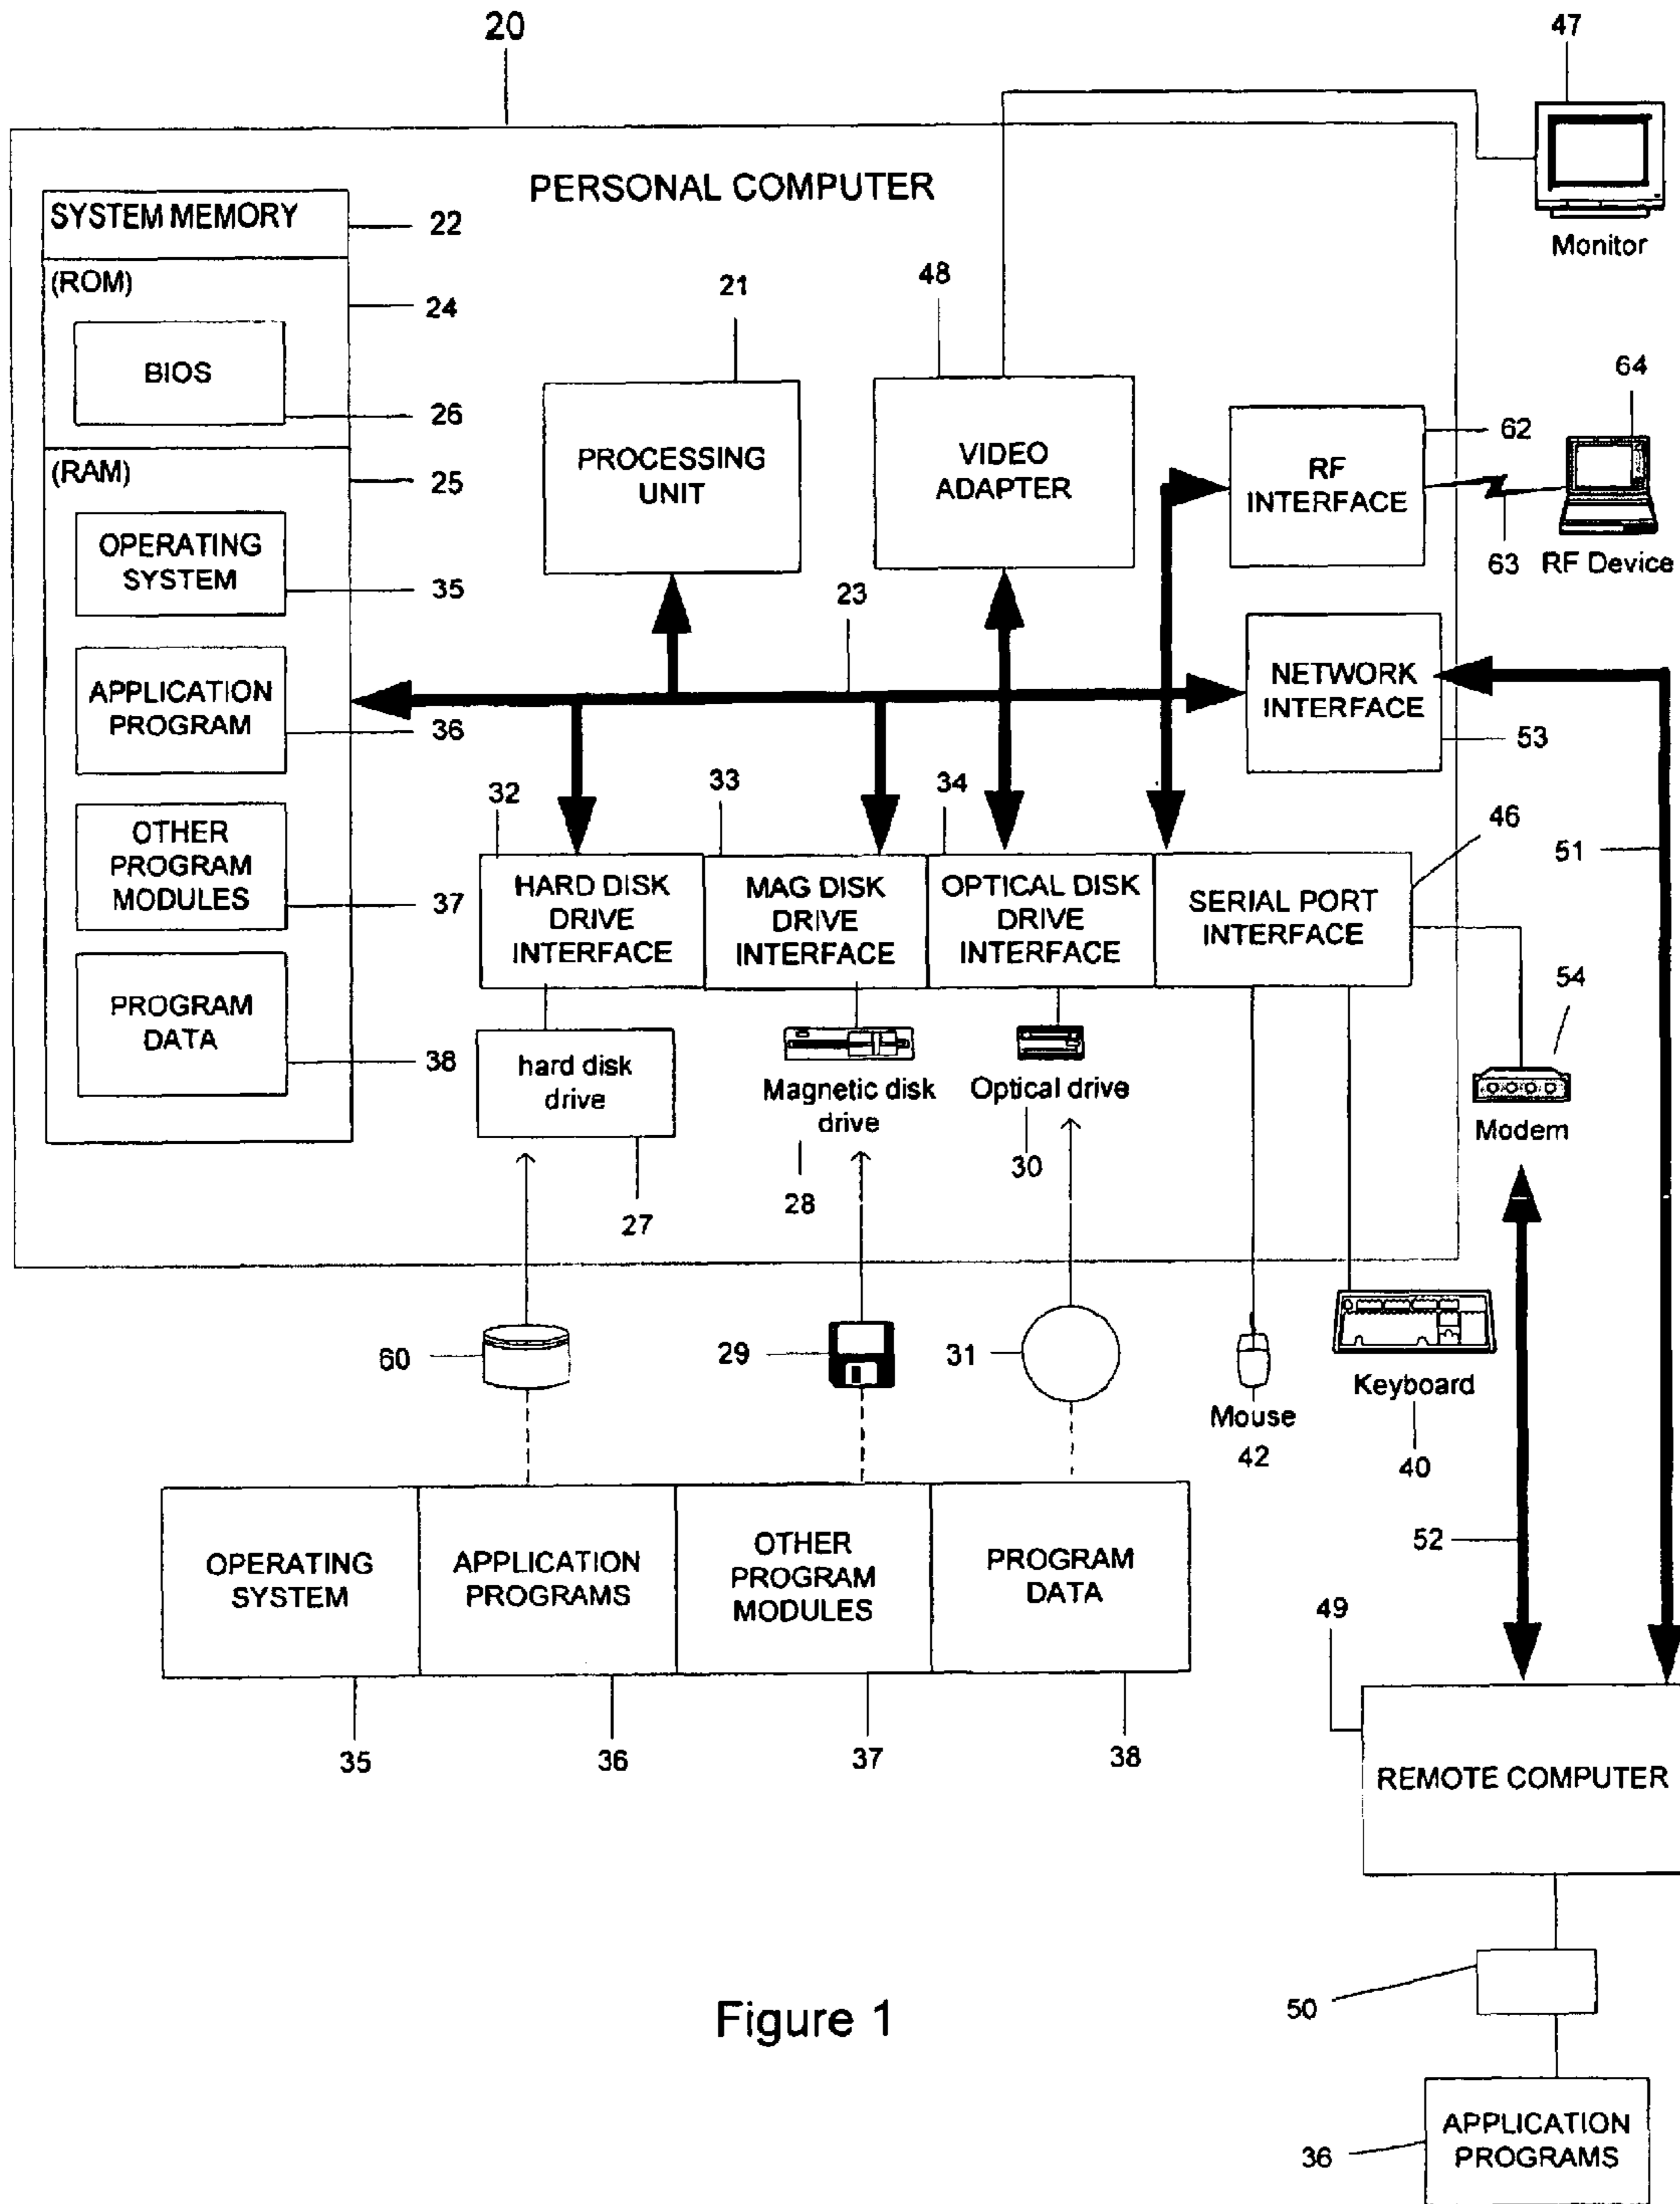 20
47
PERSONAL COMPUTER
Monitor
SYSTEM MEMORY
22
(ROM)
24
BIOS
26
(RAM)
25
OPERATING
SYSTEM
35
APPLICATION
PROGRAM
36
OTHER
PROGRAM
MODULES
37
PROGRAM
DATA
38
21
PROCESSING
UNIT
48
VIDEO
ADAPTER
62
RF
INTERFACE
64
63
RF Device
23
NETWORK
INTERFACE
53
51
32
HARD DISK
DRIVE
INTERFACE
33
MAG DISK
DRIVE
INTERFACE
34
OPTICAL DISK
DRIVE
INTERFACE
46
SERIAL PORT
INTERFACE
54
Modem
hard disk
drive
27
Magnetic disk
drive
28
Optical drive
30
60
29
31
Mouse
42
Keyboard
40
52
OPERATING
SYSTEM
APPLICATION
PROGRAMS
OTHER
PROGRAM
MODULES
PROGRAM
DATA
35
36
37
38
49
REMOTE COMPUTER
50
36
APPLICATION
PROGRAMS
Figure 1